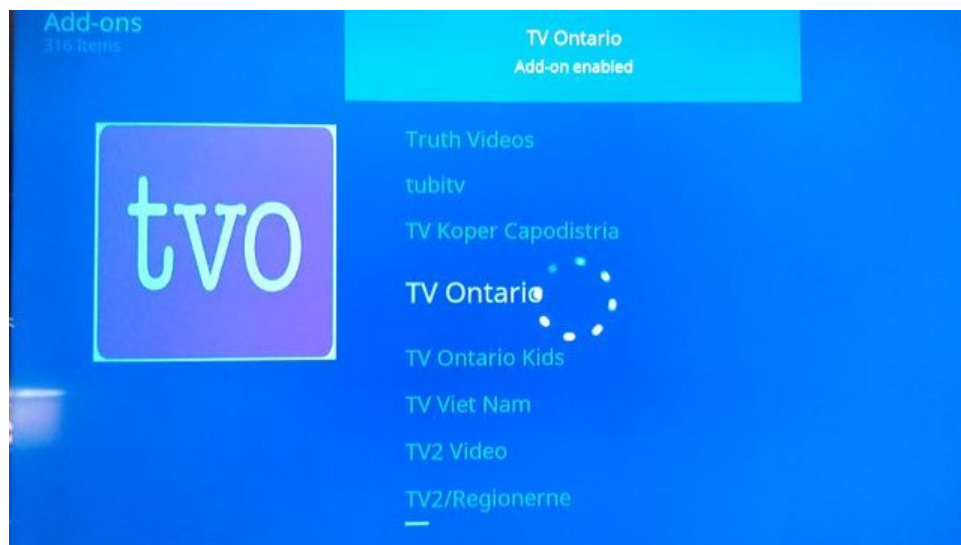 Add-ons
316 Items
TV Ontario
Add-on enabled
tvo
Truth Videos
tubitv
TV Koper Capodistria
TV Ontario
TV Ontario Kids
TV Viet Nam
TV2 Video
TV2/Regionerne